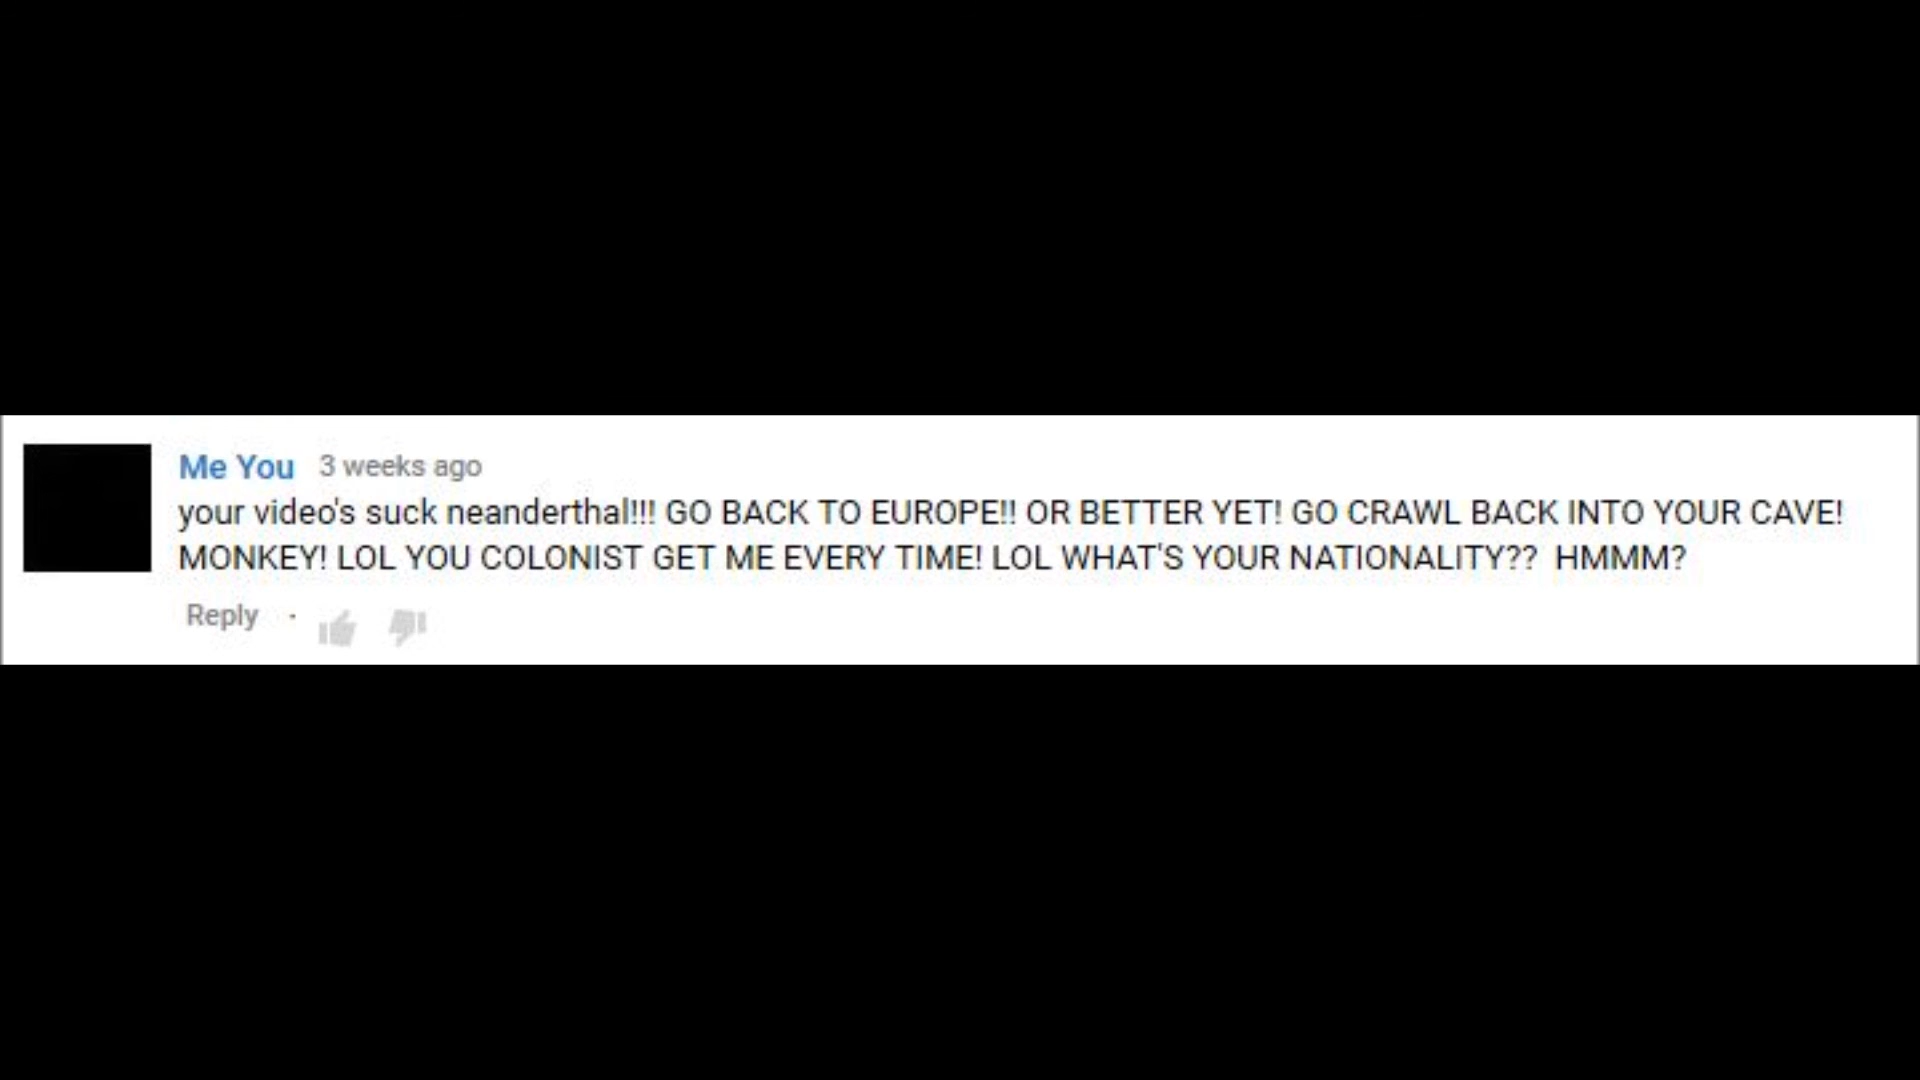 Me You 3 weeks ago
your video's suck neanderthal!!! GO BACK TO EUROPE!! OR BETTER YET! GO CRAWL BACK INTO YOUR CAVE!
MONKEY! LOL YOU COLONIST GET ME EVERY TIME! LOL WHAT'S YOUR NATIONALITY??  HMMM?
Reply ·